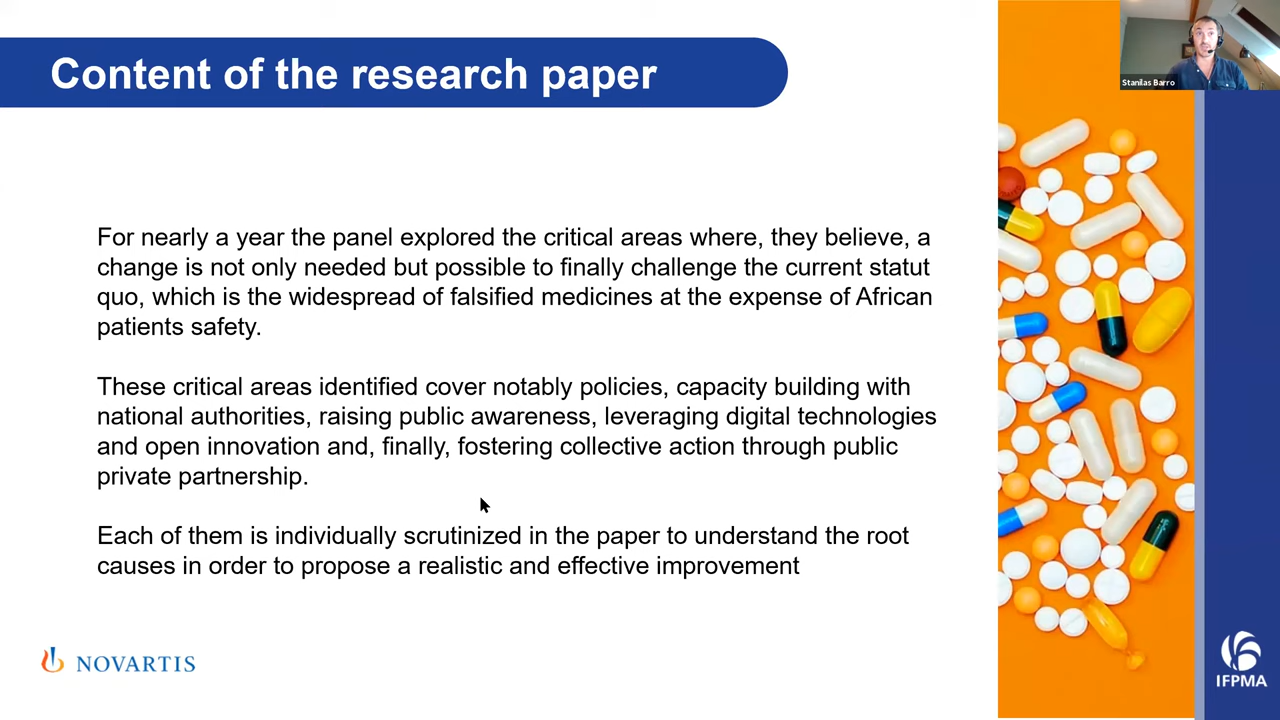 Content of the research paper
Stanilas Barro
For nearly a year the panel explored the critical areas where, they believe, a
change is not only needed but possible to finally challenge the current statut
quo, which is the widespread of falsified medicines at the expense of African
patients safety.
These critical areas identified cover notably policies, capacity building with
national authorities, raising public awareness, leveraging digital technologies
and open innovation and, finally, fostering collective action through public
private partnership.
Each of them is individually scrutinized in the paper to understand the root
causes in order to propose a realistic and effective improvement
NOVARTIS
IFPMA